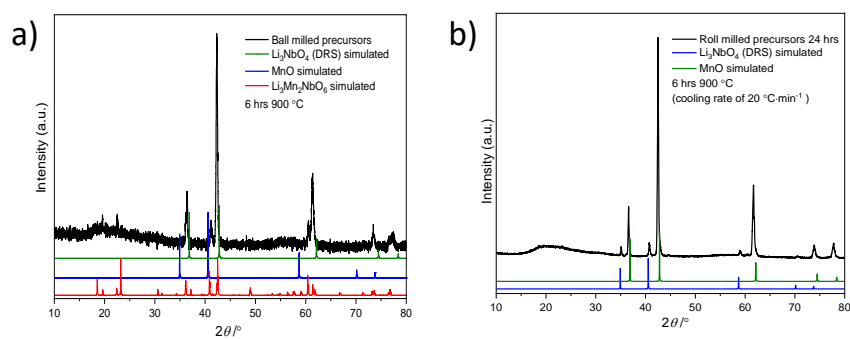 a)
Intensity (a.u.)
Ball milled precursors
Li₃NbO₄ (DRS) simulated
MnO simulated
Li₃Mn₂NbO₆ simulated
6 hrs 900 °C
10 20 30 40 50 60 70 80
2θ/°
b)
Intensity (a.u.)
Roll milled precursors 24 hrs
Li₃NbO₄ (DRS) simulated
MnO simulated
6 hrs 900 °C
(cooling rate of 20 °C·min⁻¹ )
10 20 30 40 50 60 70 80
2θ/°